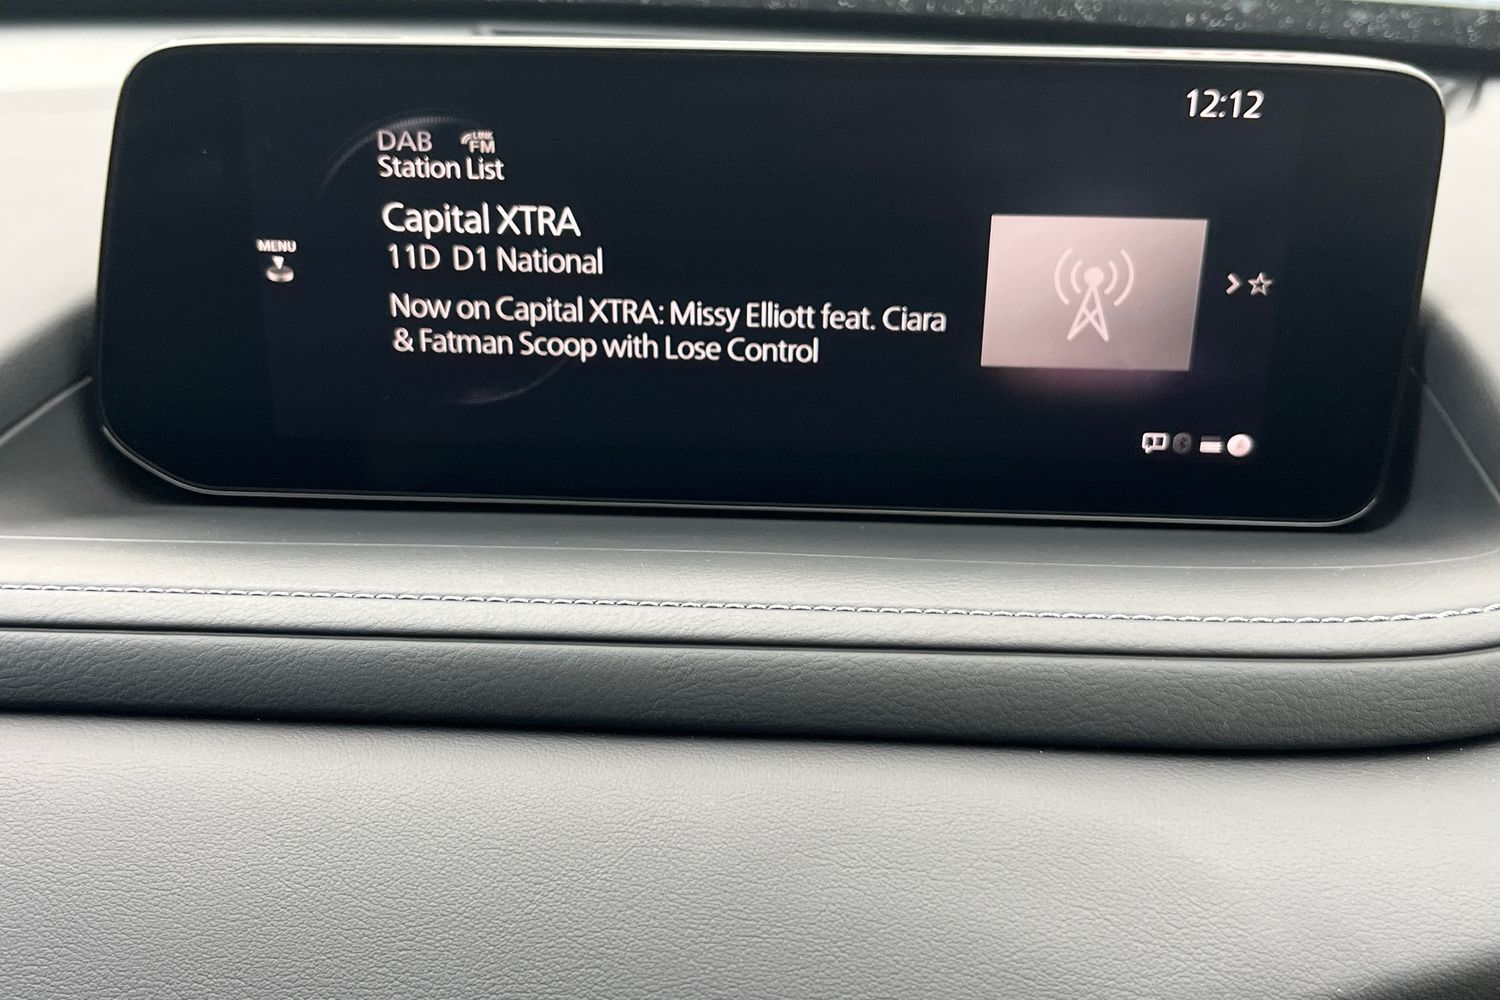 12:12
DAB LINK FM
Station List
Capital XTRA
MENU
11D D1 National
Now on Capital XTRA: Missy Elliott feat. Ciara
& Fatman Scoop with Lose Control